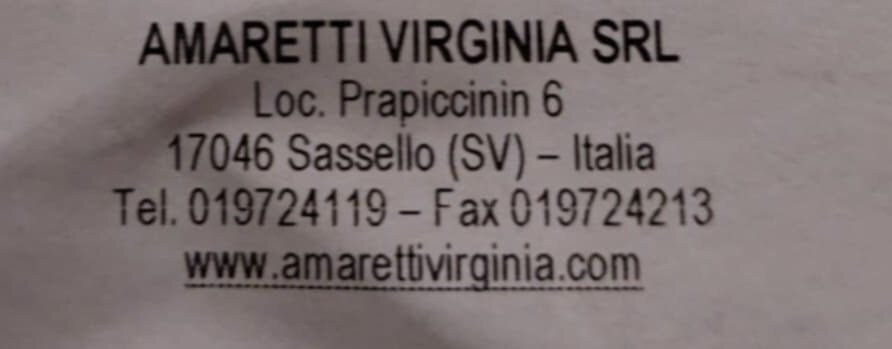 AMARETTI VIRGINIA SRL
Loc. Prapiccinin 6
17046 Sassello (SV) – Italia
Tel. 019724119 – Fax 019724213
www.amarettivirginia.com